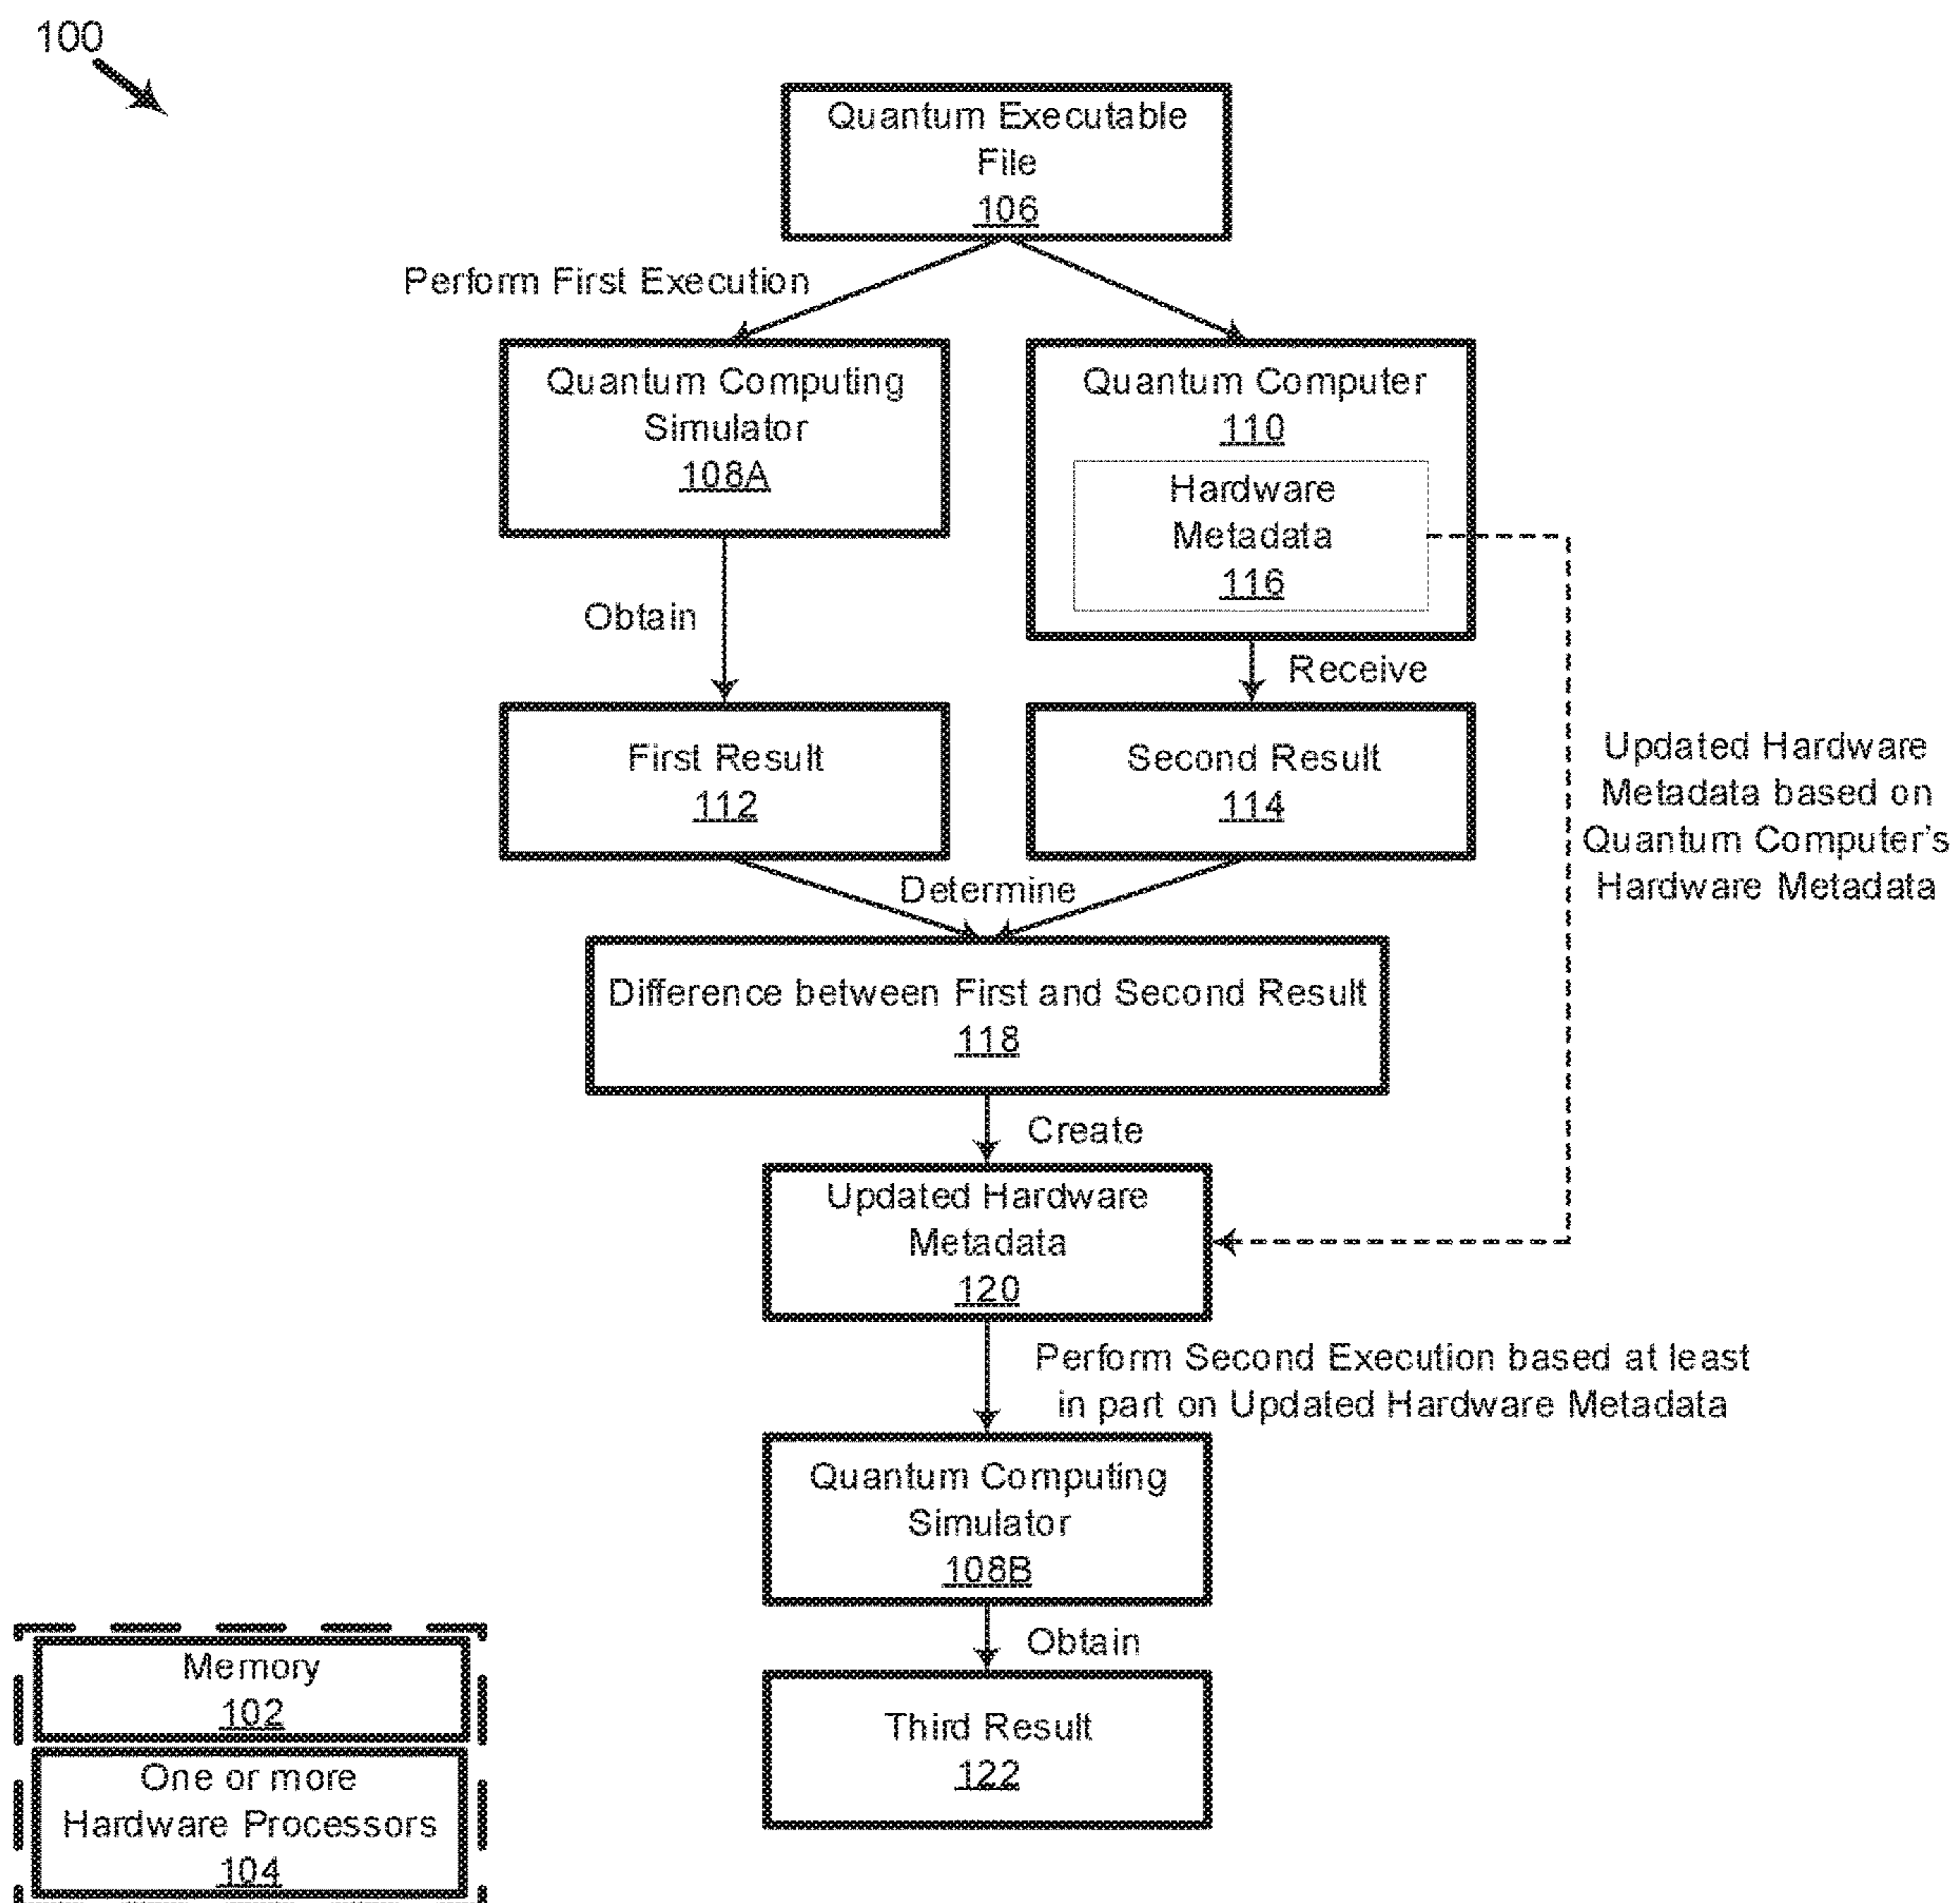 100
Quantum Executable
File
106
Perform First Execution
Quantum Computing
Simulator
108A
Quantum Computer
110
Hardware
Metadata
116
Obtain
Receive
First Result
112
Second Result
114
Updated Hardware
Metadata based on
Quantum Computer's
Hardware Metadata
Determine
Difference between First and Second Result
118
Create
Updated Hardware
Metadata
120
Perform Second Execution based at least
in part on Updated Hardware Metadata
Quantum Computing
Simulator
108B
Obtain
Third Result
122
Memory
102
One or more
Hardware Processors
104